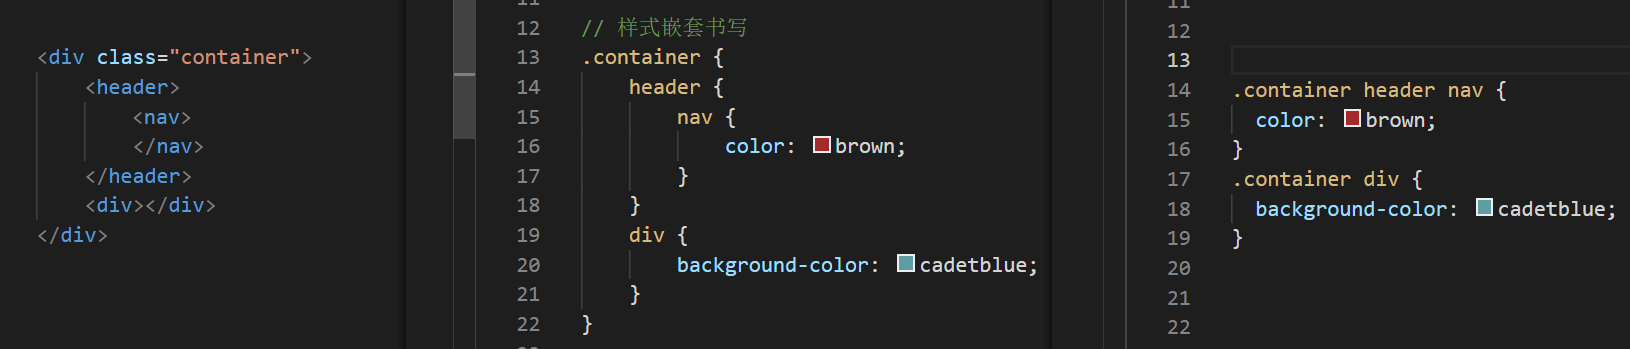 <div class="container">
    <header>
        <nav>
        </nav>
    </header>
    <div></div>
</div>
12 // 样式嵌套书写
13 .container {
14     header {
15         nav {
16             color: brown;
17         }
18     }
19     div {
20         background-color: cadetblue;
21     }
22 }
11
12
13
14 .container header nav {
15   color: brown;
16 }
17 .container div {
18   background-color: cadetblue;
19 }
20
21
22